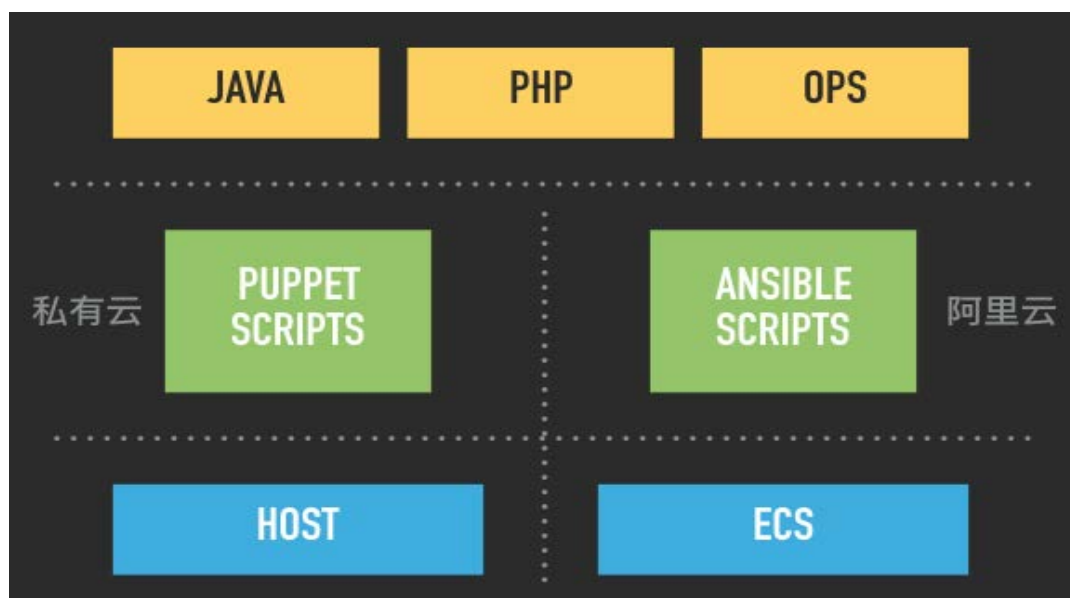 JAVA
PHP
OPS
私有云
PUPPET
SCRIPTS
ANSIBLE
SCRIPTS
阿里云
HOST
ECS